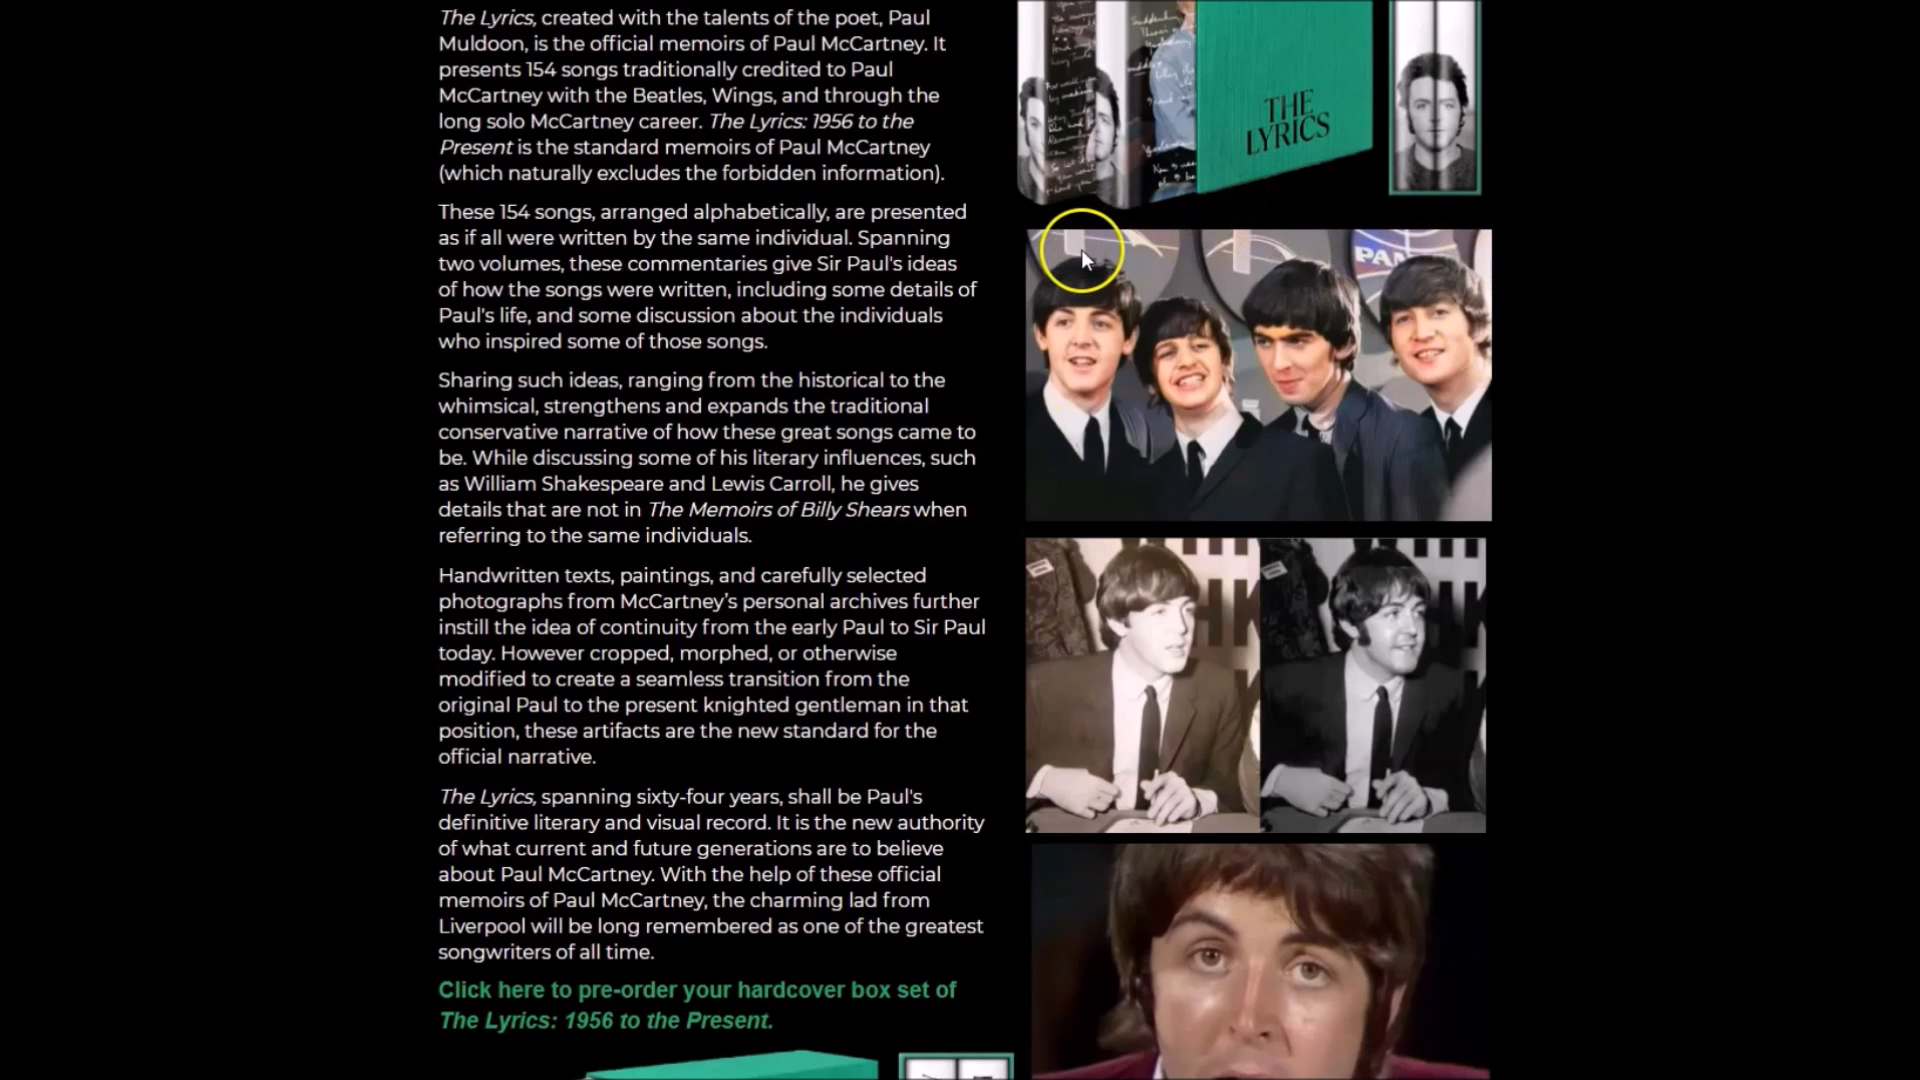 The Lyrics, created with the talents of the poet, Paul
Muldoon, is the official memoirs of Paul McCartney. It
presents 154 songs traditionally credited to Paul
McCartney with the Beatles, Wings, and through the
long solo McCartney career. The Lyrics: 1956 to the
Present is the standard memoirs of Paul McCartney
(which naturally excludes the forbidden information).
These 154 songs, arranged alphabetically, are presented
as if all were written by the same individual. Spanning
two volumes, these commentaries give Sir Paul's ideas
of how the songs were written, including some details of
Paul's life, and some discussion about the individuals
who inspired some of those songs.
Sharing such ideas, ranging from the historical to the
whimsical, strengthens and expands the traditional
conservative narrative of how these great songs came to
be. While discussing some of his literary influences, such
as William Shakespeare and Lewis Carroll, he gives
details that are not in The Memoirs of Billy Shears when
referring to the same individuals.
Handwritten texts, paintings, and carefully selected
photographs from McCartney’s personal archives further
instill the idea of continuity from the early Paul to Sir Paul
today. However cropped, morphed, or otherwise
modified to create a seamless transition from the
original Paul to the present knighted gentleman in that
position, these artifacts are the new standard for the
official narrative.
The Lyrics, spanning sixty-four years, shall be Paul's
definitive literary and visual record. It is the new authority
of what current and future generations are to believe
about Paul McCartney. With the help of these official
memoirs of Paul McCartney, the charming lad from
Liverpool will be long remembered as one of the greatest
songwriters of all time.
Click here to pre-order your hardcover box set of
The Lyrics: 1956 to the Present.
THE
LYRICS
PAN